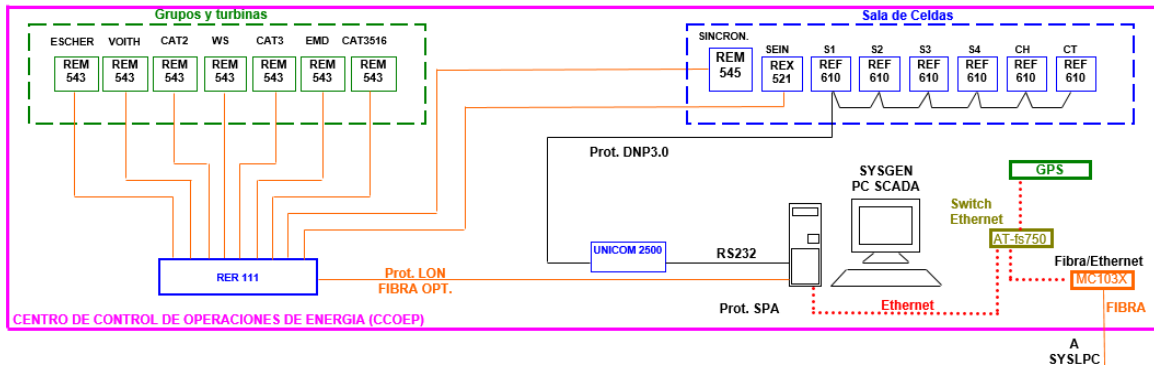 Grupos y turbinas
Sala de Celdas
ESCHER VOITH CAT2 WS CAT3 EMD CAT3516
REM 543
REM 543
REM 543
REM 543
REM 543
REM 543
REM 543
SINCRON. SEIN S1 S2 S3 S4 CH CT
REM 545
REX 521
REF 610
REF 610
REF 610
REF 610
REF 610
REF 610
Prot. DNP3.0
SYSGEN
PC SCADA
GPS
Switch
Ethernet
AT-fs750
UNICOM 2500
RS232
Fibra/Ethernet
MC103X
RER 111
Prot. LON
FIBRA OPT.
Prot. SPA
Ethernet
FIBRA
CENTRO DE CONTROL DE OPERACIONES DE ENERGIA (CCOEP)
A
SYSLPC